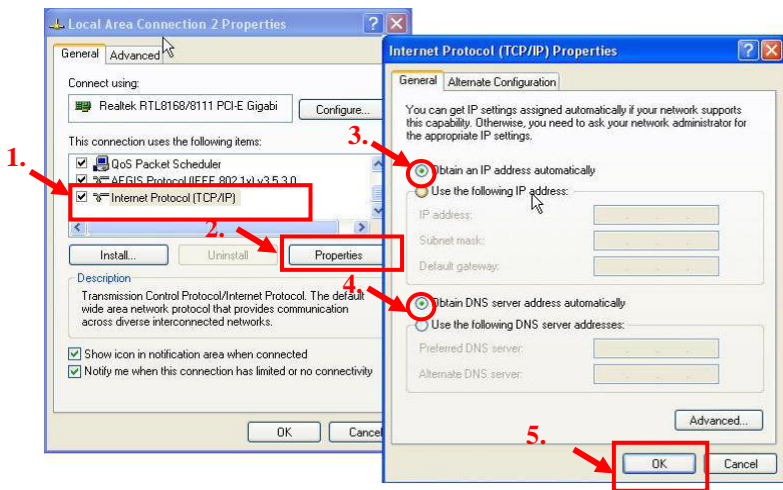 Local Area Connection 2 Properties
General Advanced
Connect using:
Realtek RTL8168/8111 PCI-E Gigabi
Configure...
This connection uses the following items:
1.
QoS Packet Scheduler
AEGIS Protocol (IEEE 802.1x) v3.5.3.0
Internet Protocol (TCP/IP)
2.
Install... Uninstall Properties
Description
Transmission Control Protocol/Internet Protocol. The default
wide area network protocol that provides communication
across diverse interconnected networks.
Show icon in notification area when connected
Notify me when this connection has limited or no connectivity
OK Cancel
Internet Protocol (TCP/IP) Properties
General Alternate Configuration
You can get IP settings assigned automatically if your network supports
this capability. Otherwise, you need to ask your network administrator for
the appropriate IP settings.
3.
Obtain an IP address automatically
Use the following IP address:
IP address:
Subnet mask:
Default gateway:
4.
Obtain DNS server address automatically
Use the following DNS server addresses:
Preferred DNS server:
Alternate DNS server:
Advanced...
5.
OK Cancel